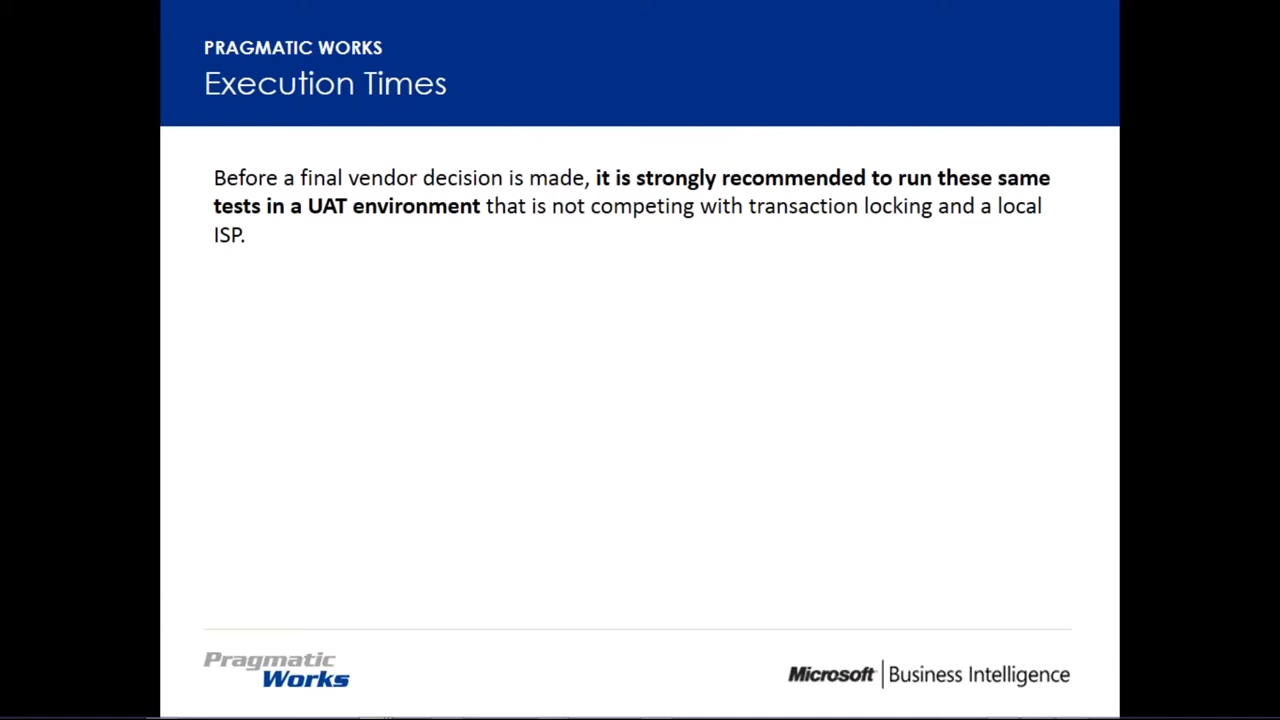 PRAGMATIC WORKS
Execution Times
Before a final vendor decision is made, it is strongly recommended to run these same
tests in a UAT environment that is not competing with transaction locking and a local
ISP.
Pragmatic
Works
Microsoft | Business Intelligence